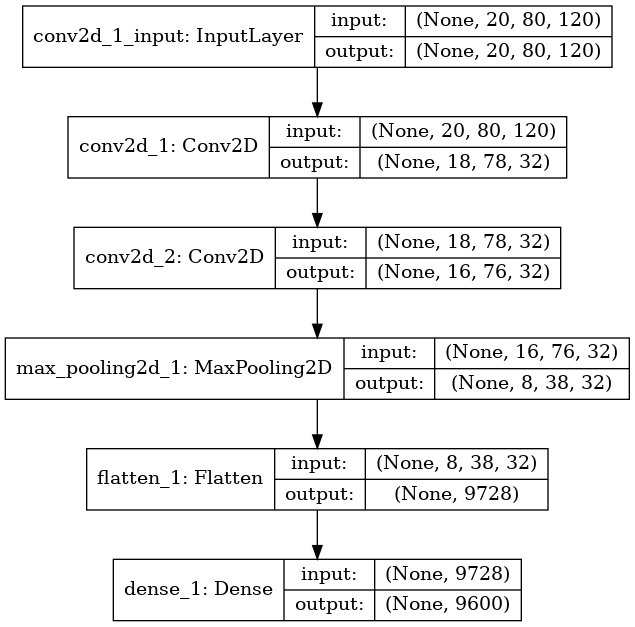 conv2d_1_input: InputLayer
input:
(None, 20, 80, 120)
output:
(None, 20, 80, 120)
conv2d_1: Conv2D
input:
(None, 20, 80, 120)
output:
(None, 18, 78, 32)
conv2d_2: Conv2D
input:
(None, 18, 78, 32)
output:
(None, 16, 76, 32)
max_pooling2d_1: MaxPooling2D
input:
(None, 16, 76, 32)
output:
(None, 8, 38, 32)
flatten_1: Flatten
input:
(None, 8, 38, 32)
output:
(None, 9728)
dense_1: Dense
input:
(None, 9728)
output:
(None, 9600)